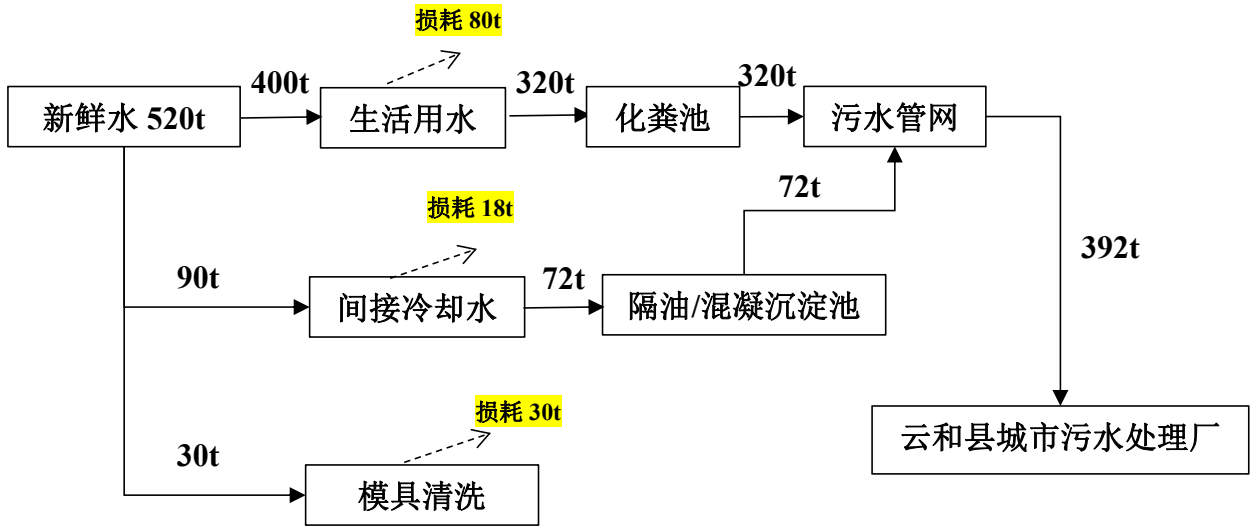 损耗 80t
400t
320t
320t
新鲜水 520t
生活用水
化粪池
污水管网
72t
损耗 18t
392t
90t
72t
间接冷却水
隔油/混凝沉淀池
损耗 30t
云和县城市污水处理厂
30t
模具清洗